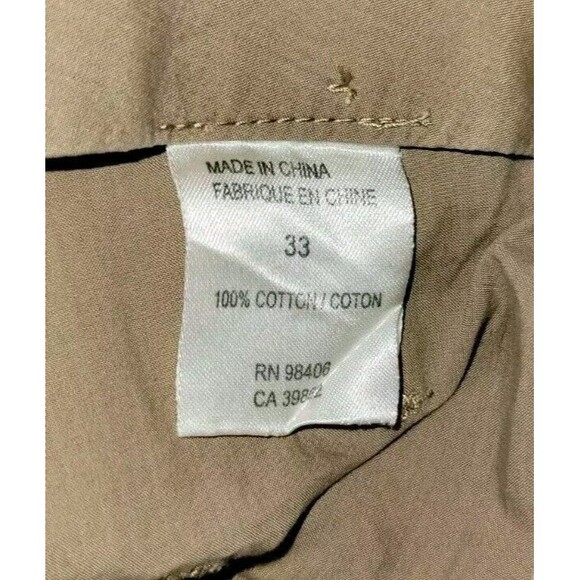 MADE IN CHINA
FABRIQUE EN CHINE
33
100% COTTON / COTON
RN 98406
CA